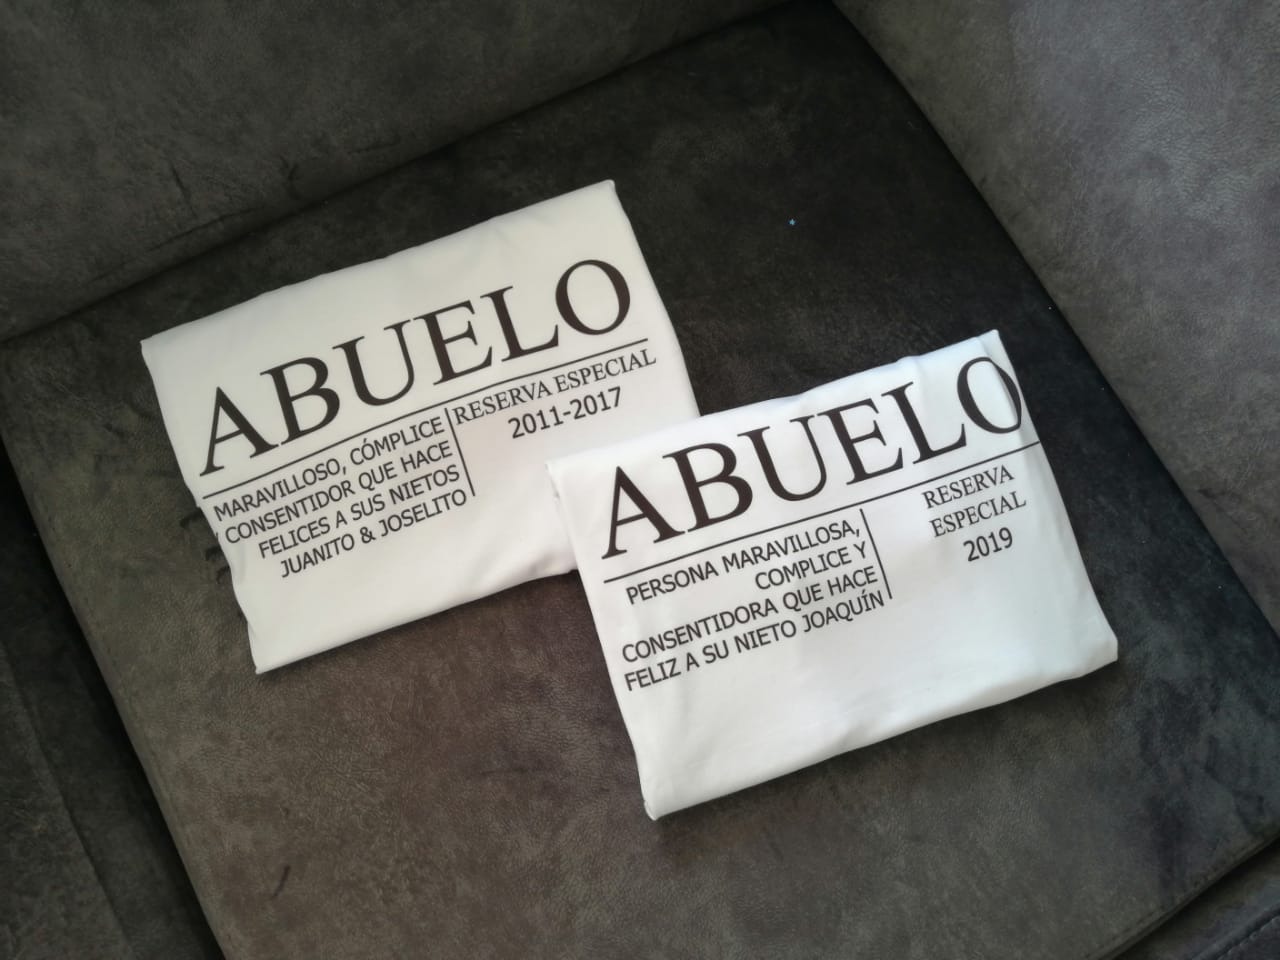 ABUELO
MARAVILLOSO, CÓMPLICE
CONSENTIDOR QUE HACE
FELICES A SUS NIETOS
JUANITO & JOSELITO
RESERVA ESPECIAL
2011-2017
ABUELO
PERSONA MARAVILLOSA,
COMPLICE Y
CONSENTIDORA QUE HACE
FELIZ A SU NIETO JOAQUÍN
RESERVA
ESPECIAL
2019